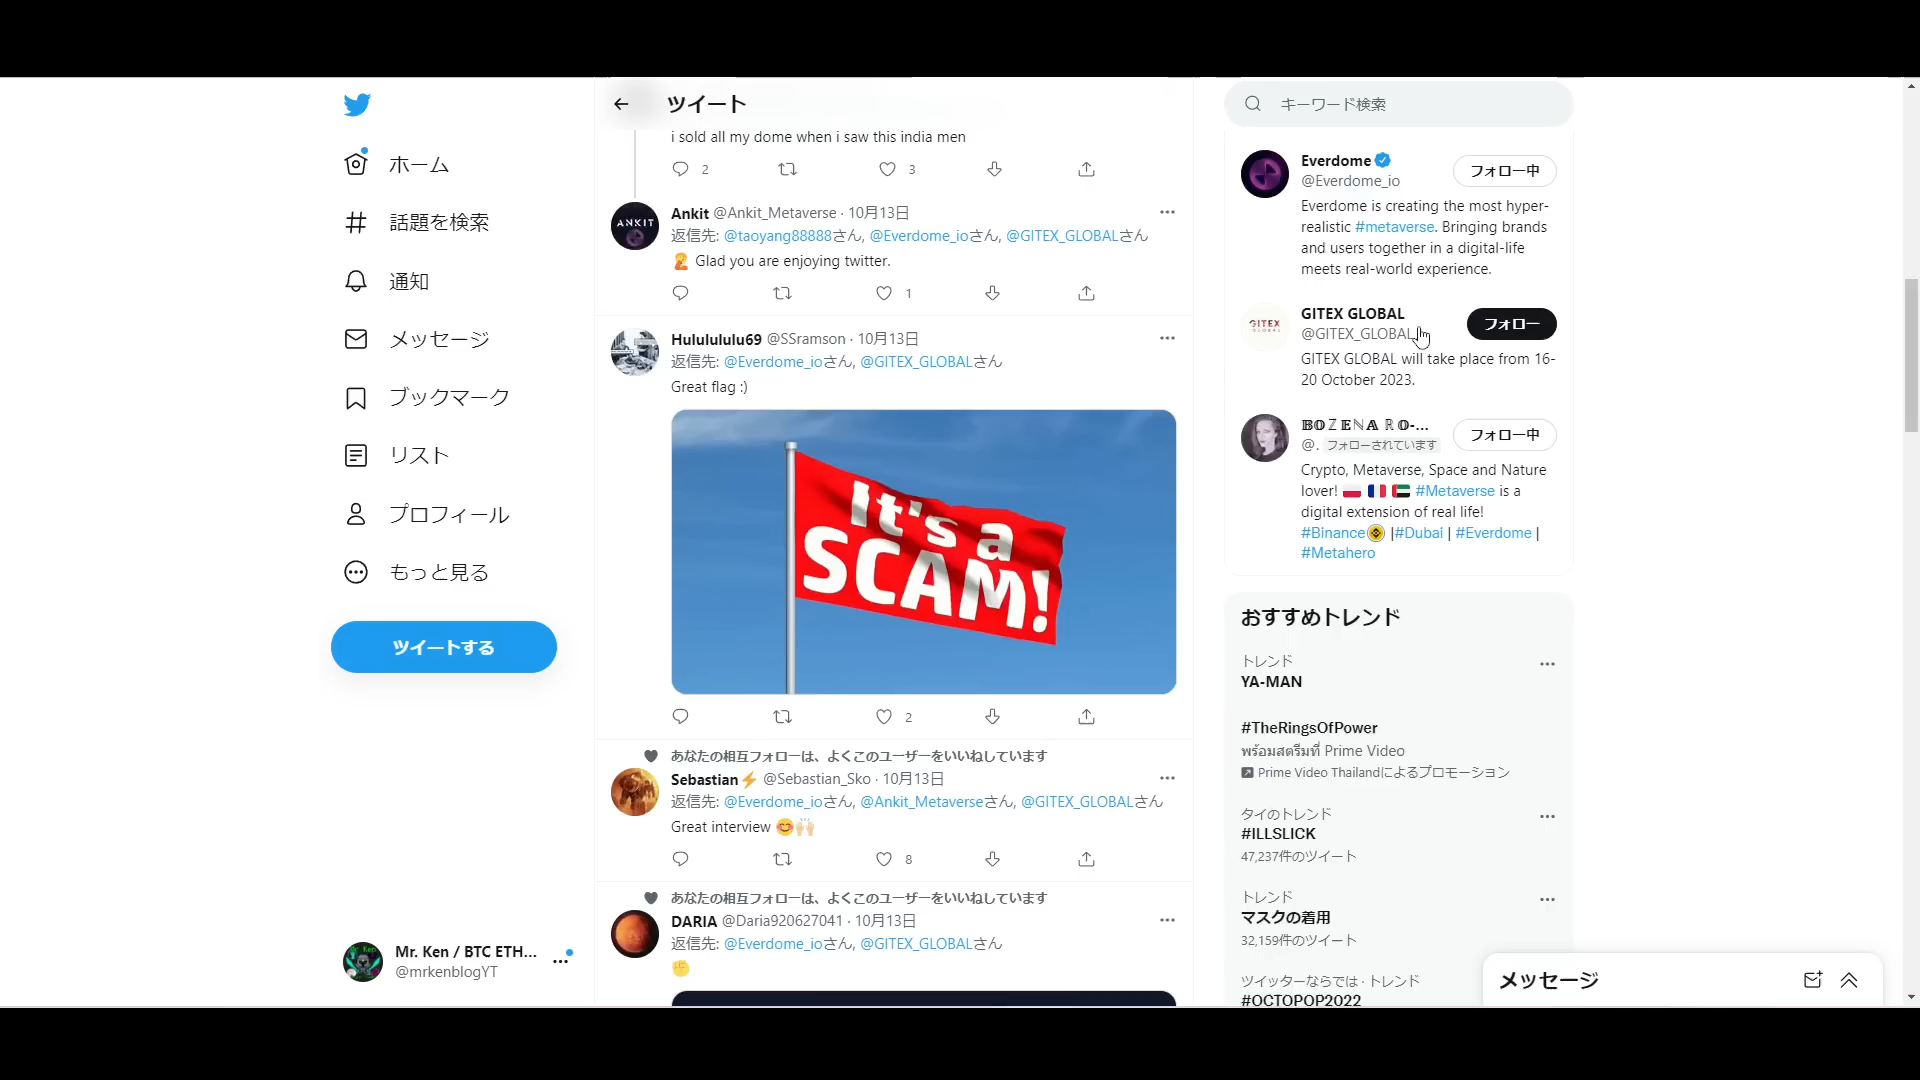 ホーム
話題を検索
通知
メッセージ
ブックマーク
リスト
プロフィール
もっと見る
ツイートする
Mr. Ken / BTC ETH...
@mrkenblogYT
ツイート
i sold all my dome when i saw this india men
2
3
ANKIT
Ankit @Ankit_Metaverse · 10月13日
返信先: @taoyang88888さん, @Everdome_ioさん, @GITEX_GLOBALさん
Glad you are enjoying twitter.
1
Hulululululu69 @SSramson · 10月13日
返信先: @Everdome_ioさん, @GITEX_GLOBALさん
Great flag :)
It's a
SCAM!
2
あなたの相互フォローは、よくこのユーザーをいいねしています
Sebastian⚡ @Sebastian_Sko · 10月13日
返信先: @Everdome_ioさん, @Ankit_Metaverseさん, @GITEX_GLOBALさん
Great interview 😊🙌🏻
8
あなたの相互フォローは、よくこのユーザーをいいねしています
DARIA @Daria920627041 · 10月13日
返信先: @Everdome_ioさん, @GITEX_GLOBALさん
キーワード検索
Everdome
@Everdome_io
フォロー中
Everdome is creating the most hyper-
realistic #metaverse. Bringing brands
and users together in a digital-life
meets real-world experience.
GITEX
GLOBAL
GITEX GLOBAL
@GITEX_GLOBAL
フォロー
GITEX GLOBAL will take place from 16-
20 October 2023.
𝔹𝕆ℤ𝔼ℕ𝔸 ℝ𝕆-...
@. フォローされています
フォロー中
Crypto, Metaverse, Space and Nature
lover! 🇵🇱 🇫🇷 🇦🇪 #Metaverse is a
digital extension of real life!
#Binance |#Dubai | #Everdome |
#Metahero
おすすめトレンド
トレンド
YA-MAN
#TheRingsOfPower
พร้อมสตรีมที่ Prime Video
Prime Video Thailandによるプロモーション
タイのトレンド
#ILLSLICK
47,237件のツイート
トレンド
マスクの着用
32,159件のツイート
ツイッターならでは · トレンド
#OCTOPOP2022
メッセージ